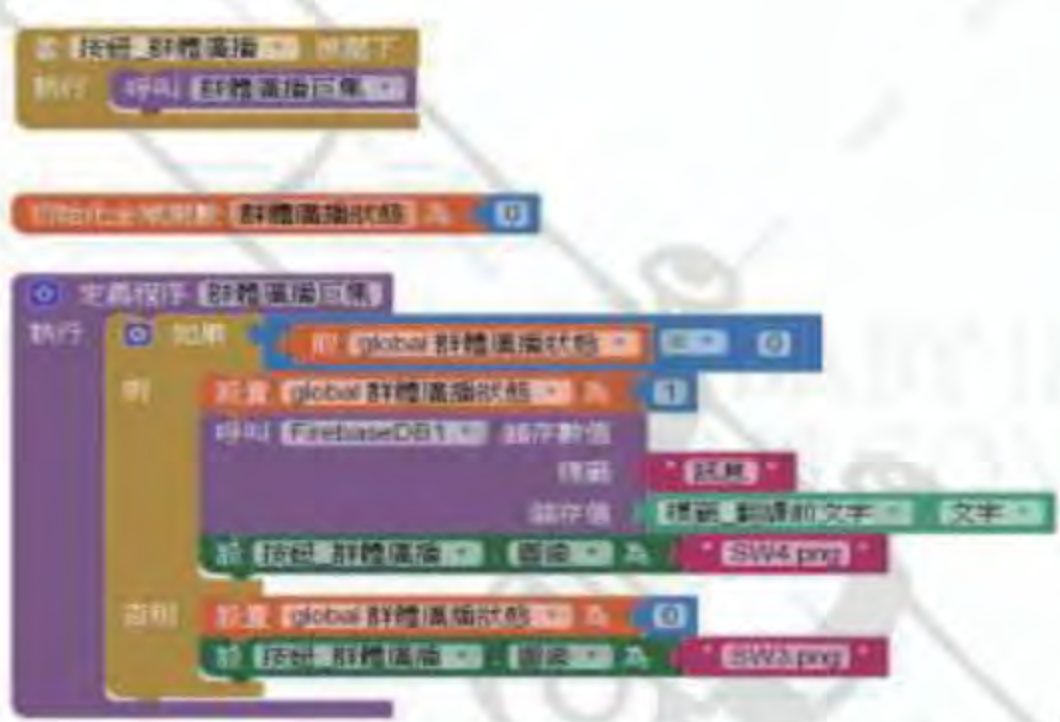 當 按鈕_群體廣播 被點下
執行 呼叫 群體廣播巨集
初始化全域變數 群體廣播狀態 為 0
定義程序 群體廣播巨集
執行 如果 取 global 群體廣播狀態 = 0
則 設置 global 群體廣播狀態 為 1
呼叫 FirebaseDB1 儲存數值
標籤 " 訊息 "
儲存值 標籤_翻譯前文字 文字
設 按鈕_群體廣播 . 圖像 為 " SW4.png "
否則 設置 global 群體廣播狀態 為 0
設 按鈕_群體廣播 . 圖像 為 " SW3.png "